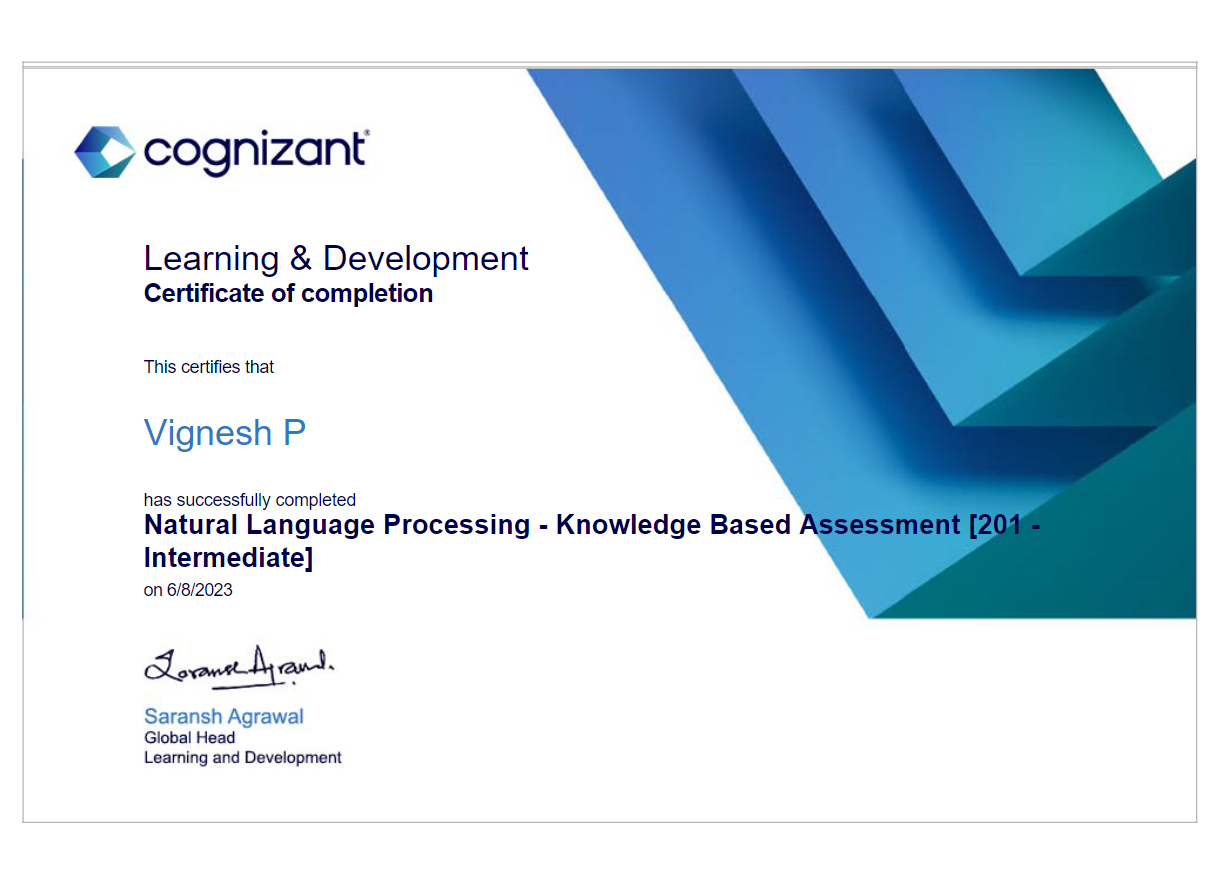 cognizant®
Learning & Development
Certificate of completion
This certifies that
Vignesh P
has successfully completed
Natural Language Processing - Knowledge Based Assessment [201 -
Intermediate]
on 6/8/2023
Saransh Agrawal
Saransh Agrawal
Global Head
Learning and Development